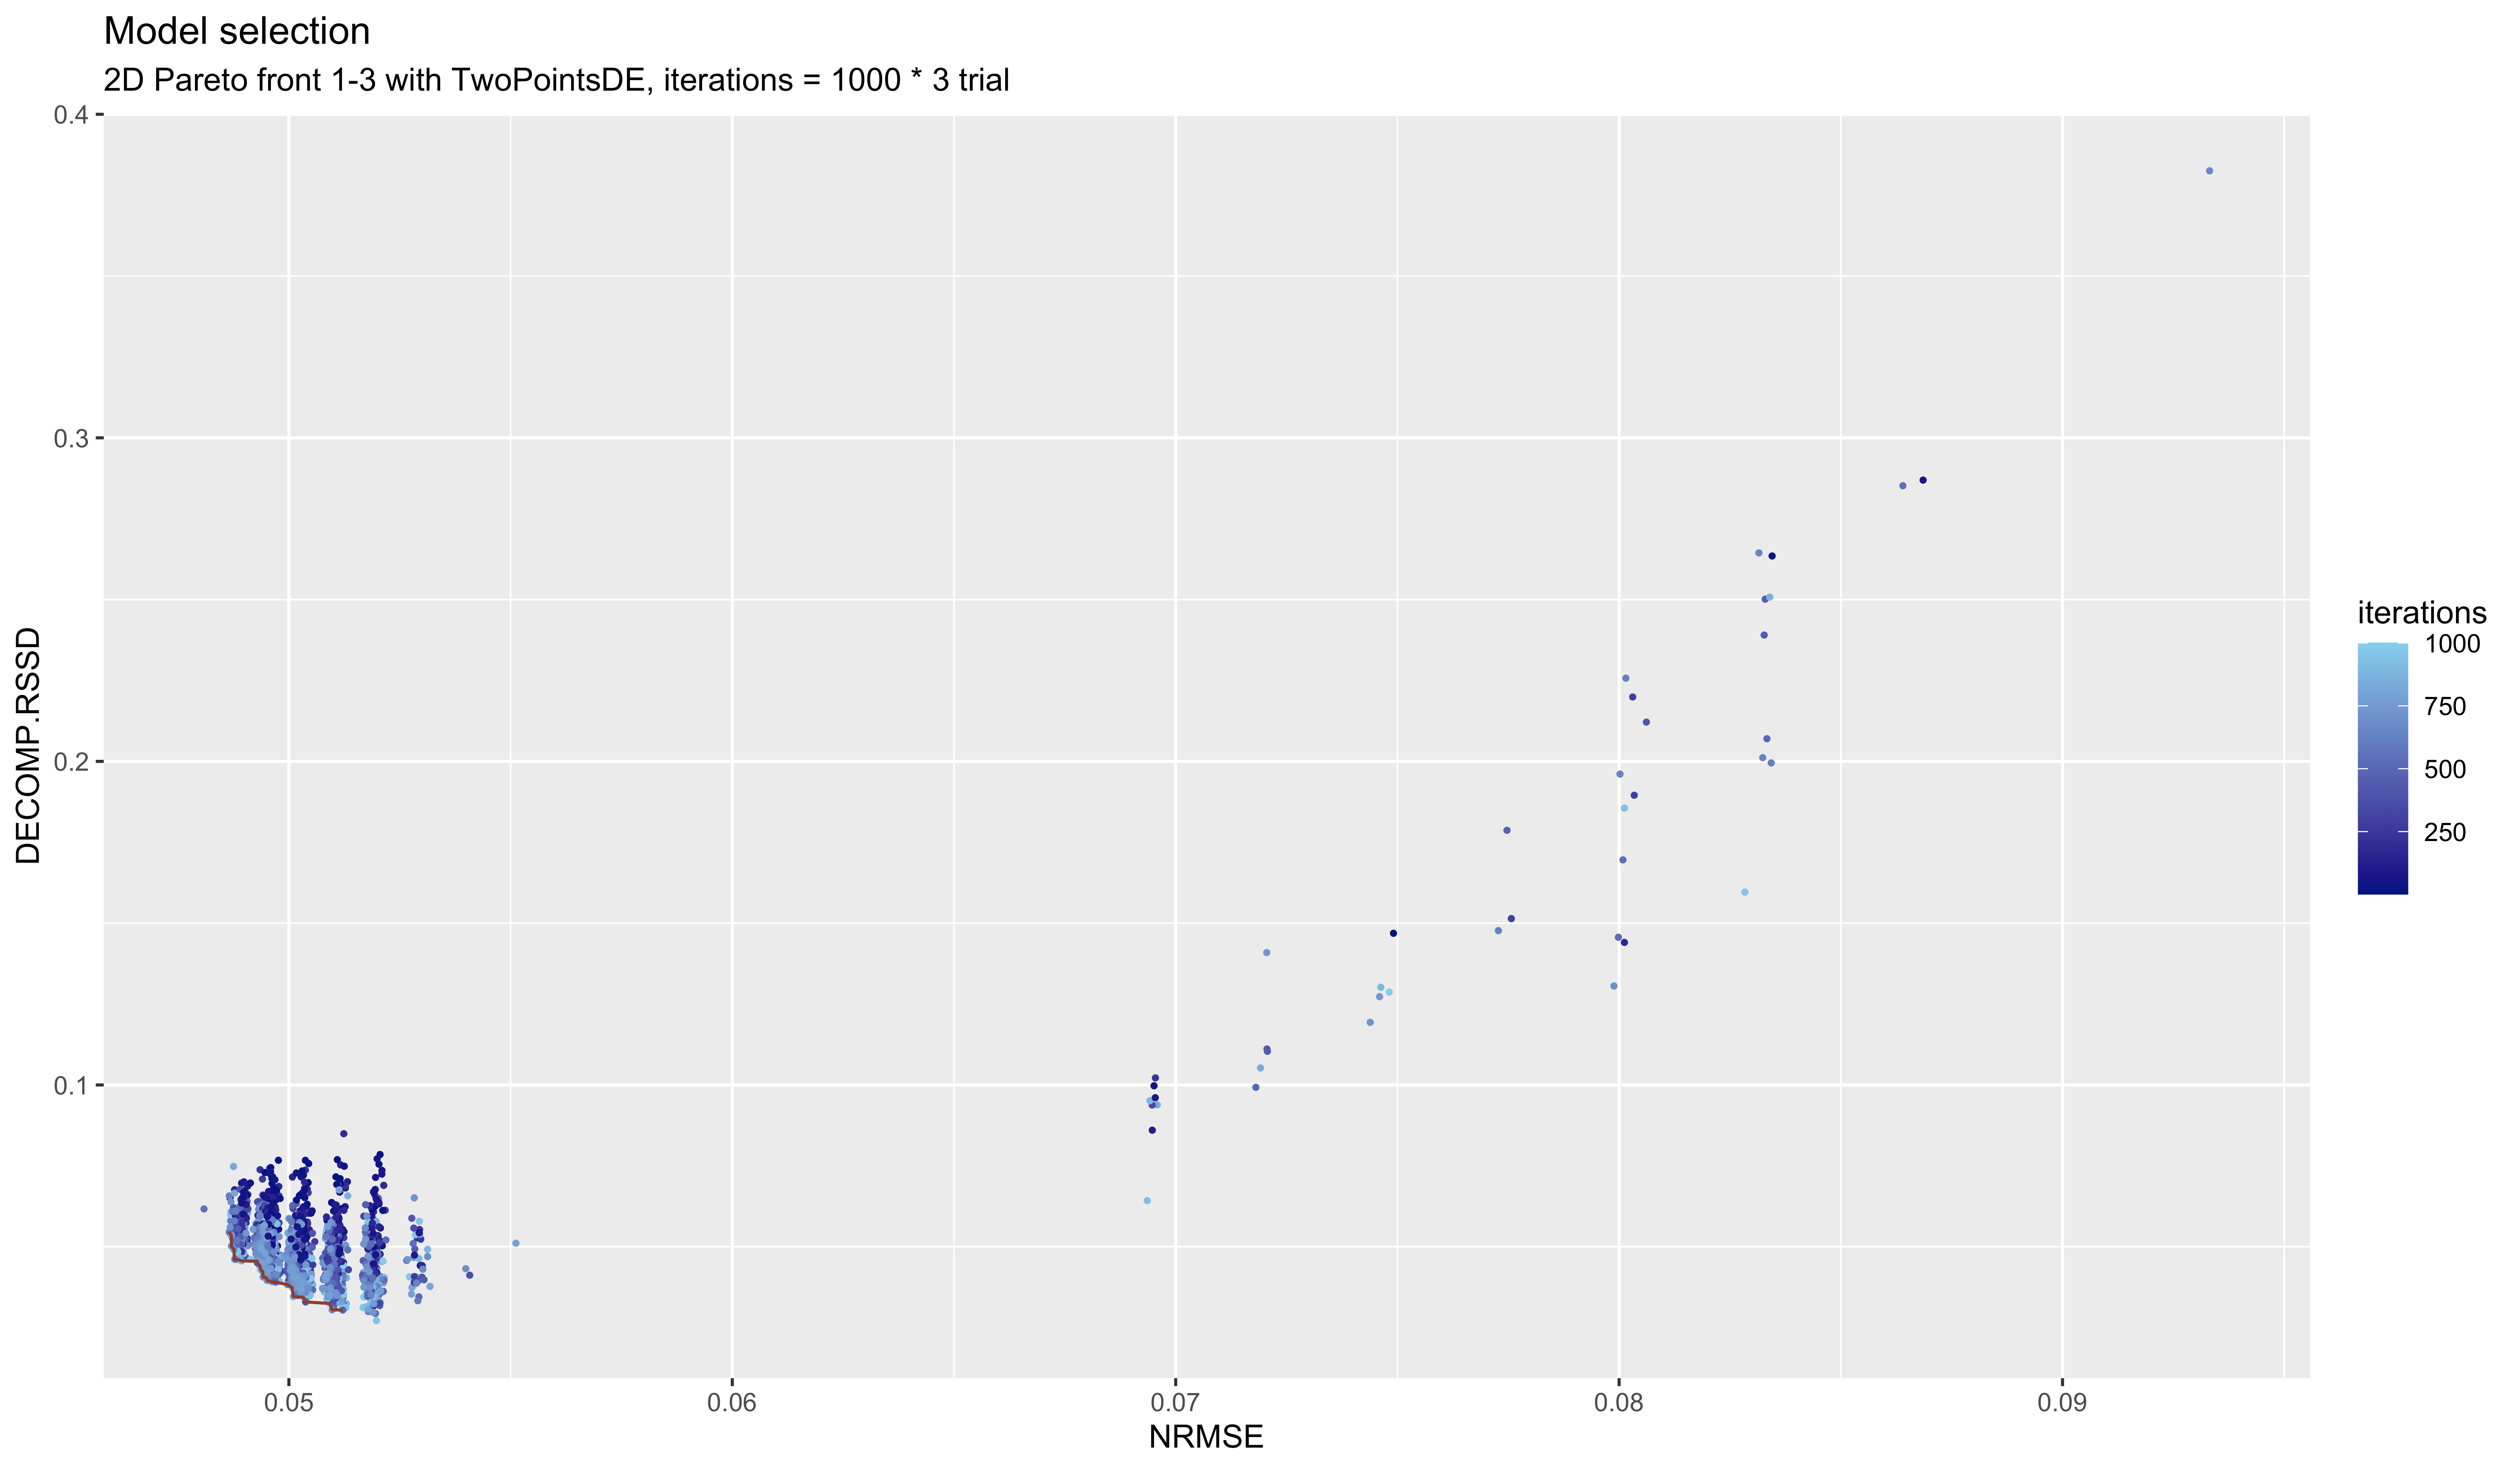 Model selection
2D Pareto front 1-3 with TwoPointsDE, iterations = 1000 * 3 trial
0.4
0.3
0.2
0.1
DECOMP.RSSD
0.05
0.06
0.07
0.08
0.09
NRMSE
iterations
1000
750
500
250